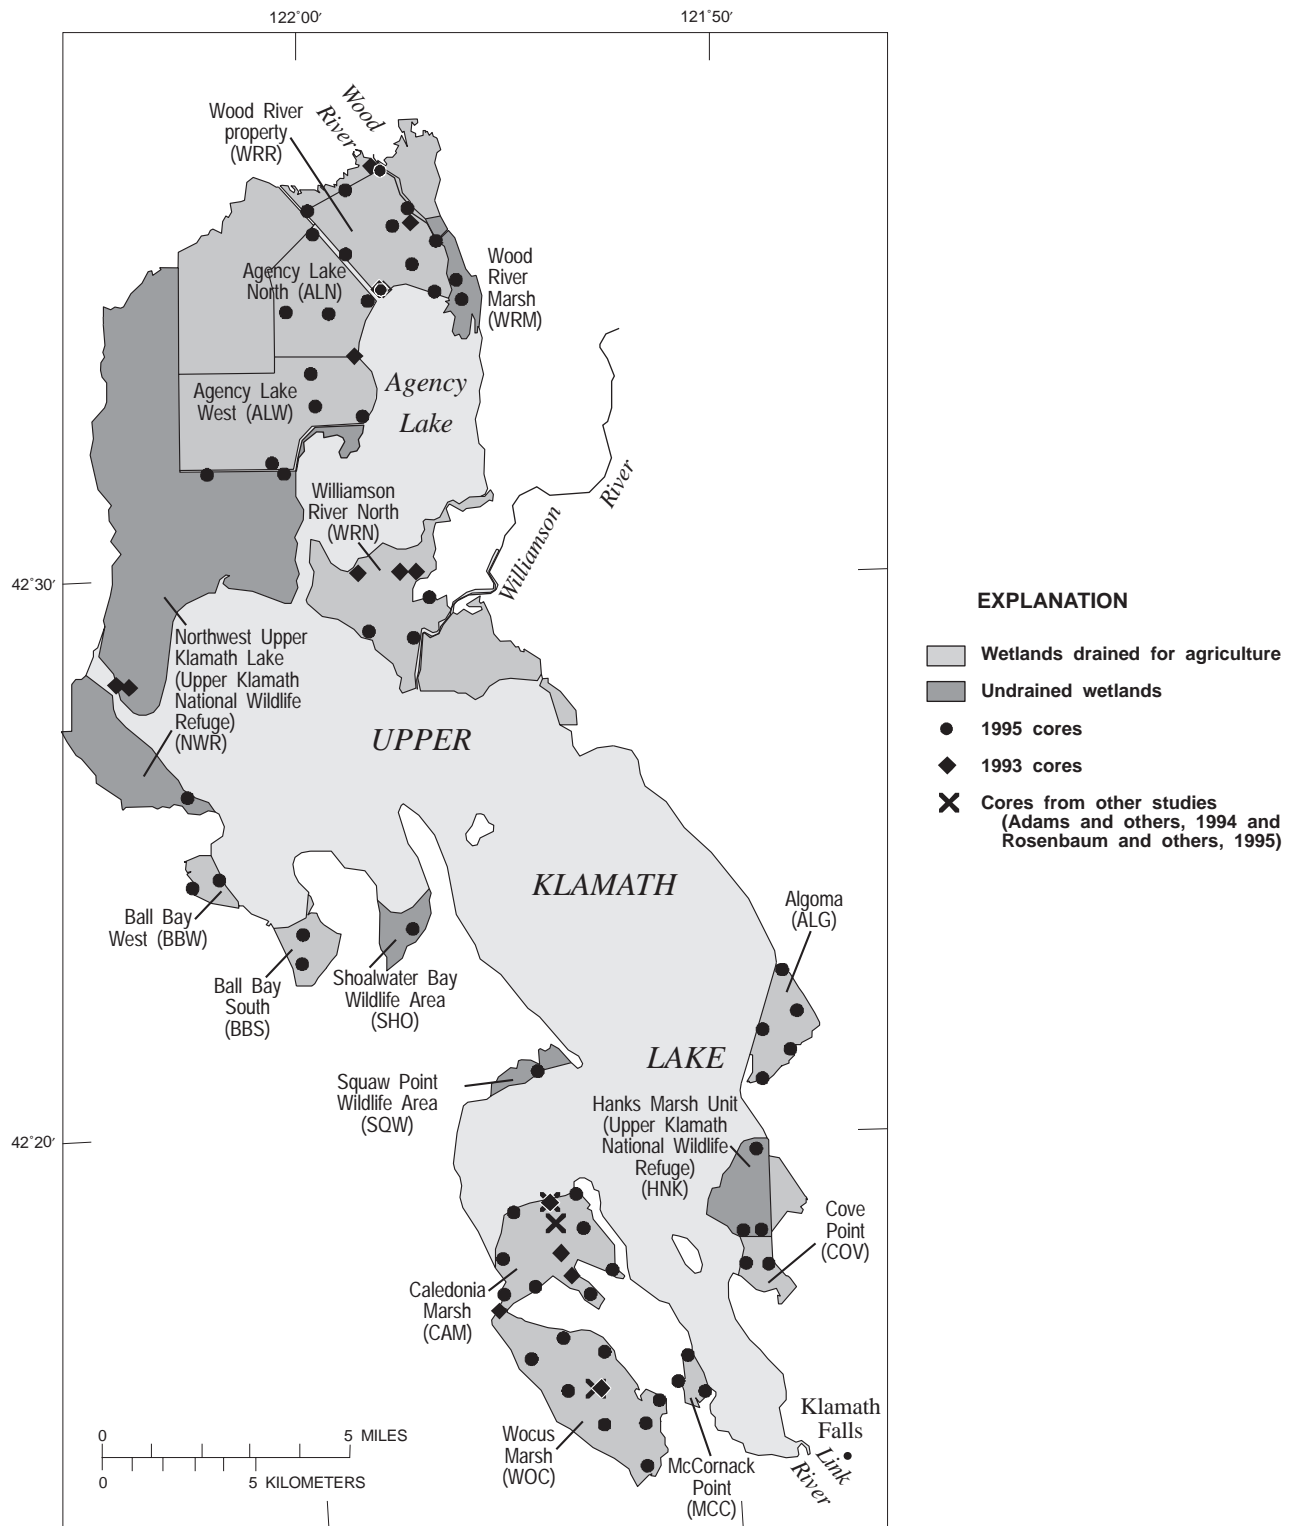 122°00′
121°50′
Wood River
property
(WRR)
Wood
River
Agency Lake
North (ALN)
Wood
River
Marsh
(WRM)
Agency Lake
West (ALW)
Agency
Lake
Williamson
River North
(WRN)
Williamson
River
42°30′
Northwest Upper
Klamath Lake
(Upper Klamath
National Wildlife
Refuge)
(NWR)
UPPER
KLAMATH
LAKE
EXPLANATION
Wetlands drained for agriculture
Undrained wetlands
1995 cores
1993 cores
Cores from other studies
(Adams and others, 1994 and
Rosenbaum and others, 1995)
Ball Bay
West (BBW)
Ball Bay
South
(BBS)
Shoalwater Bay
Wildlife Area
(SHO)
Algoma
(ALG)
Squaw Point
Wildlife Area
(SQW)
Hanks Marsh Unit
(Upper Klamath
National Wildlife
Refuge)
(HNK)
42°20′
Cove
Point
(COV)
Caledonia
Marsh
(CAM)
Wocus
Marsh
(WOC)
McCornack
Point
(MCC)
Klamath
Falls
Link
River
0 5 MILES
0 5 KILOMETERS